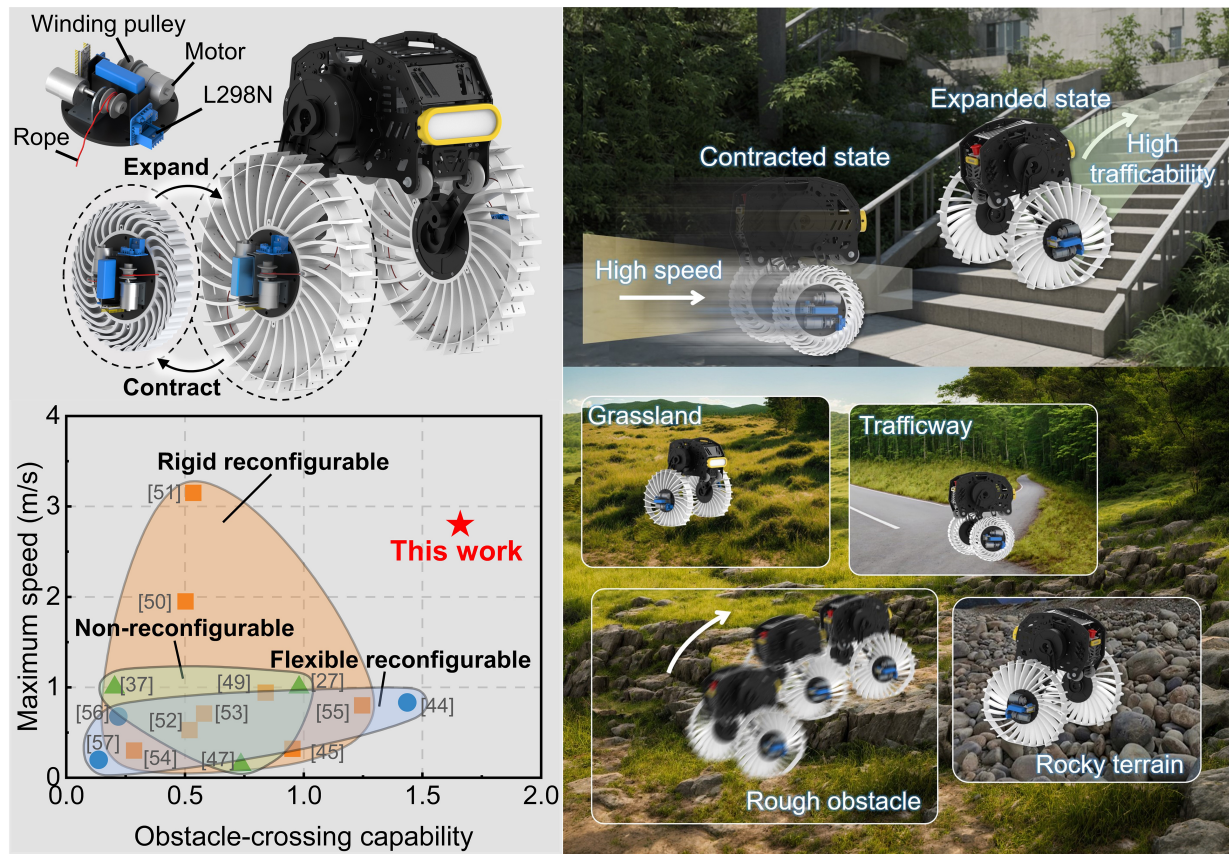 Winding pulley
Motor
L298N
Rope
Expand
Contract
Contracted state
Expanded state
High speed
High
trafficability
4
3
2
1
0
0.0
0.5
1.0
1.5
2.0
Maximum speed (m/s)
Obstacle-crossing capability
Rigid reconfigurable
[51]
This work
[50]
Non-reconfigurable
Flexible reconfigurable
[37]
[49]
[27]
[56]
[52]
[53]
[55]
[44]
[57]
[54]
[47]
[45]
Grassland
Trafficway
Rough obstacle
Rocky terrain